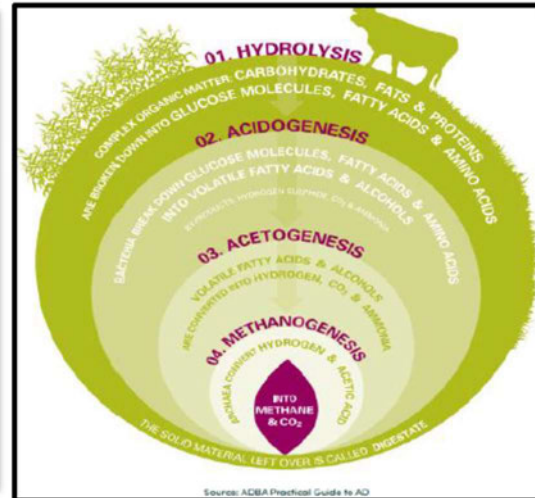 01. HYDROLYSIS
COMPLEX ORGANIC MATTER: CARBOHYDRATES, FATS & PROTEINS
ARE BROKEN DOWN INTO GLUCOSE MOLECULES, FATTY ACIDS & AMINO ACIDS
02. ACIDOGENESIS
BACTERIA BREAK DOWN GLUCOSE MOLECULES, FATTY ACIDS & AMINO ACIDS
INTO VOLATILE FATTY ACIDS & ALCOHOLS
BYPRODUCTS: HYDROGEN SULPHIDE, CO₂ & AMMONIA
03. ACETOGENESIS
VOLATILE FATTY ACIDS & ALCOHOLS
ARE CONVERTED INTO HYDROGEN, CO₂ & AMMONIA
04. METHANOGENESIS
ARCHAEA CONVERT HYDROGEN & ACETIC ACID
INTO
METHANE
& CO₂
THE SOLID MATERIAL LEFT OVER IS CALLED DIGESTATE
Source: ADBA Practical Guide to AD